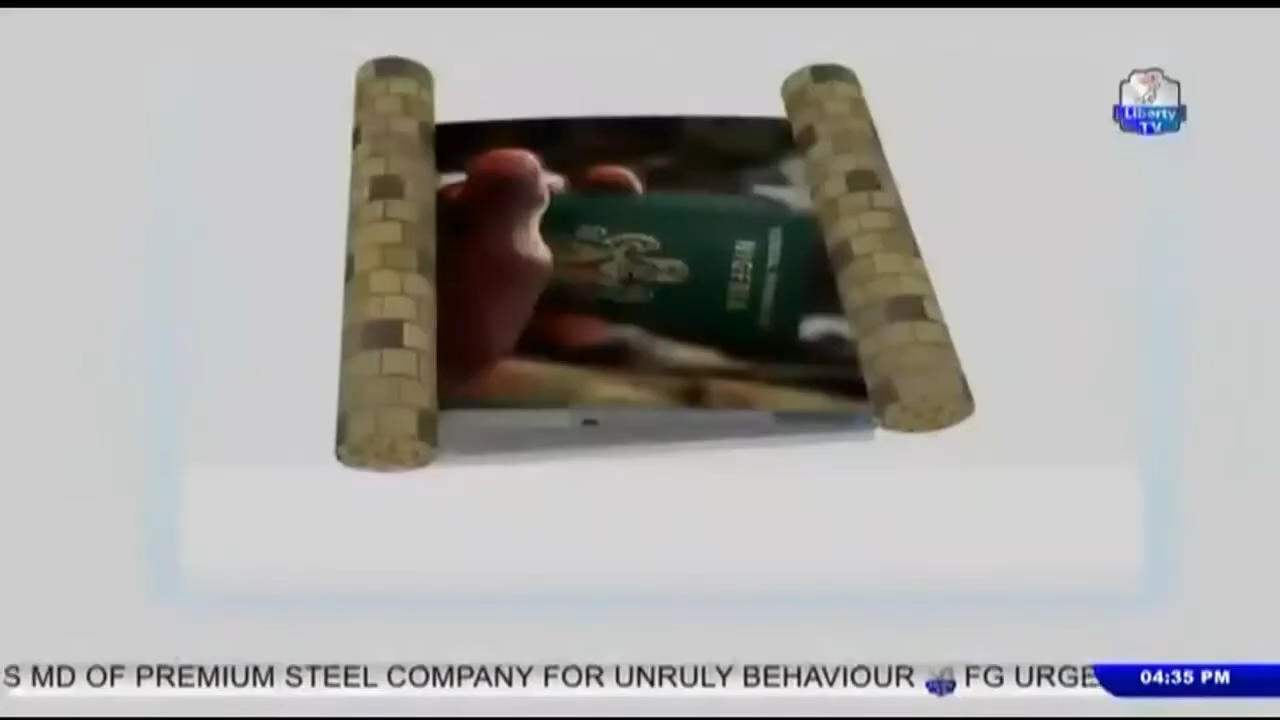 Liberty
TV
NIGERIA
S MD OF PREMIUM STEEL COMPANY FOR UNRULY BEHAVIOUR FG URGE
04:35 PM